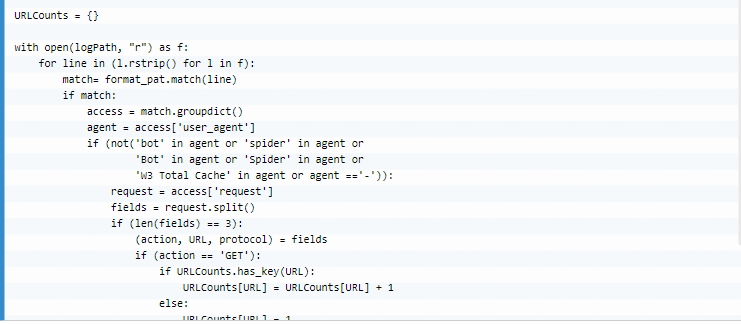 URLCounts = {}
with open(logPath, "r") as f:
for line in (l.rstrip() for l in f):
match= format_pat.match(line)
if match:
access = match.groupdict()
agent = access['user_agent']
if (not('bot' in agent or 'spider' in agent or
'Bot' in agent or 'Spider' in agent or
'W3 Total Cache' in agent or agent =='-')):
request = access['request']
fields = request.split()
if (len(fields) == 3):
(action, URL, protocol) = fields
if (action == 'GET'):
if URLCounts.has_key(URL):
URLCounts[URL] = URLCounts[URL] + 1
else:
URLCounts[URL] = 1